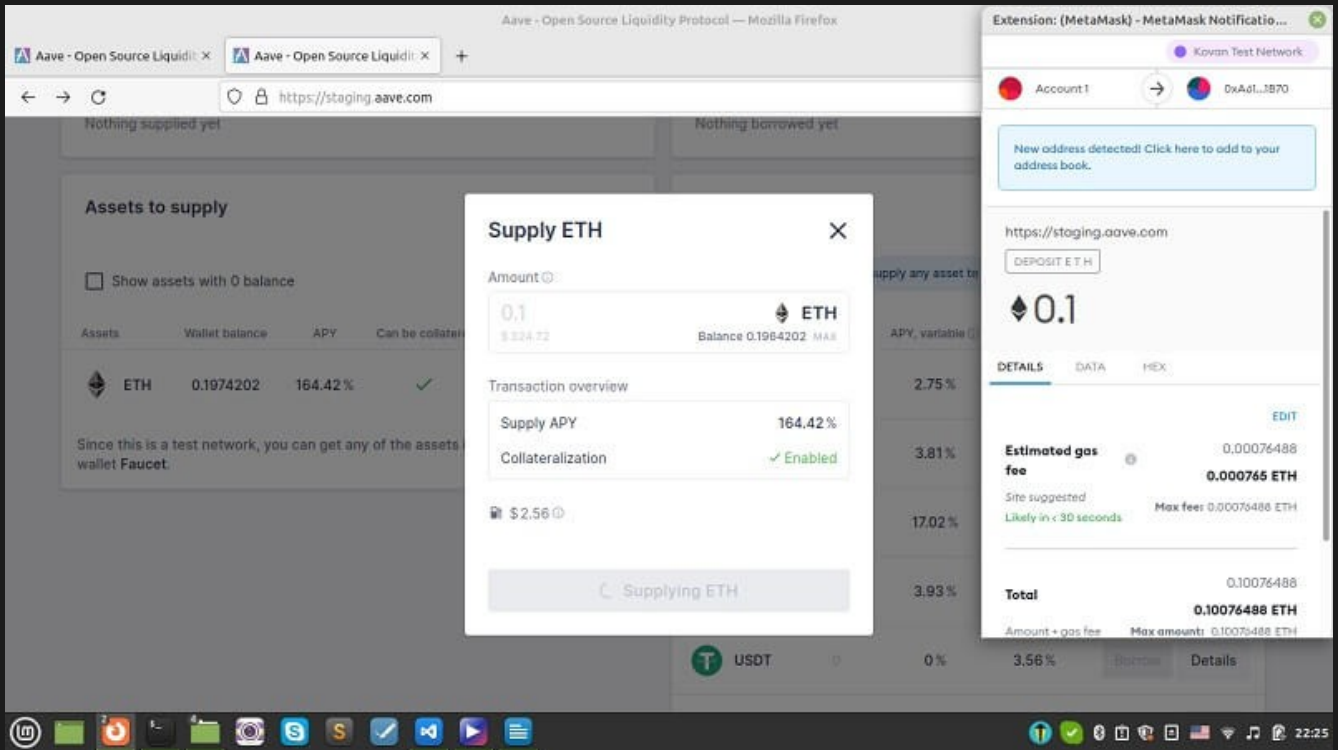 Aave - Open Source Liquidity Protocol — Mozilla Firefox
Aave - Open Source Liquidit
Aave - Open Source Liquidit
https://staging.aave.com
Nothing supplied yet
Nothing borrowed yet
Assets to supply
Show assets with 0 balance
Assets Wallet balance APY Can be collater
ETH 0.1974202 164.42 %
Since this is a test network, you can get any of the assets
wallet Faucet.
Supply ETH
Amount
0.1 ETH
$ 324.72 Balance 0.1964202 MAX
Transaction overview
Supply APY 164.42 %
Collateralization Enabled
$ 2.56
Supplying ETH
supply any asset to
APY, variable
2.75 %
3.81 %
17.02 %
3.93 %
USDT 0 0 % 3.56 % Borrow Details
Extension: (MetaMask) - MetaMask Notificatio...
Kovan Test Network
Account 1 0xAd1...1B70
New address detected! Click here to add to your
address book.
https://staging.aave.com
DEPOSIT E T H
0.1
DETAILS DATA HEX
EDIT
Estimated gas
fee
0.00076488
0.000765 ETH
Site suggested
Likely in < 30 seconds
Max fee: 0.00076488 ETH
Total
0.10076488
0.10076488 ETH
Amount + gas fee
Max amount: 0.10076488 ETH
22:25